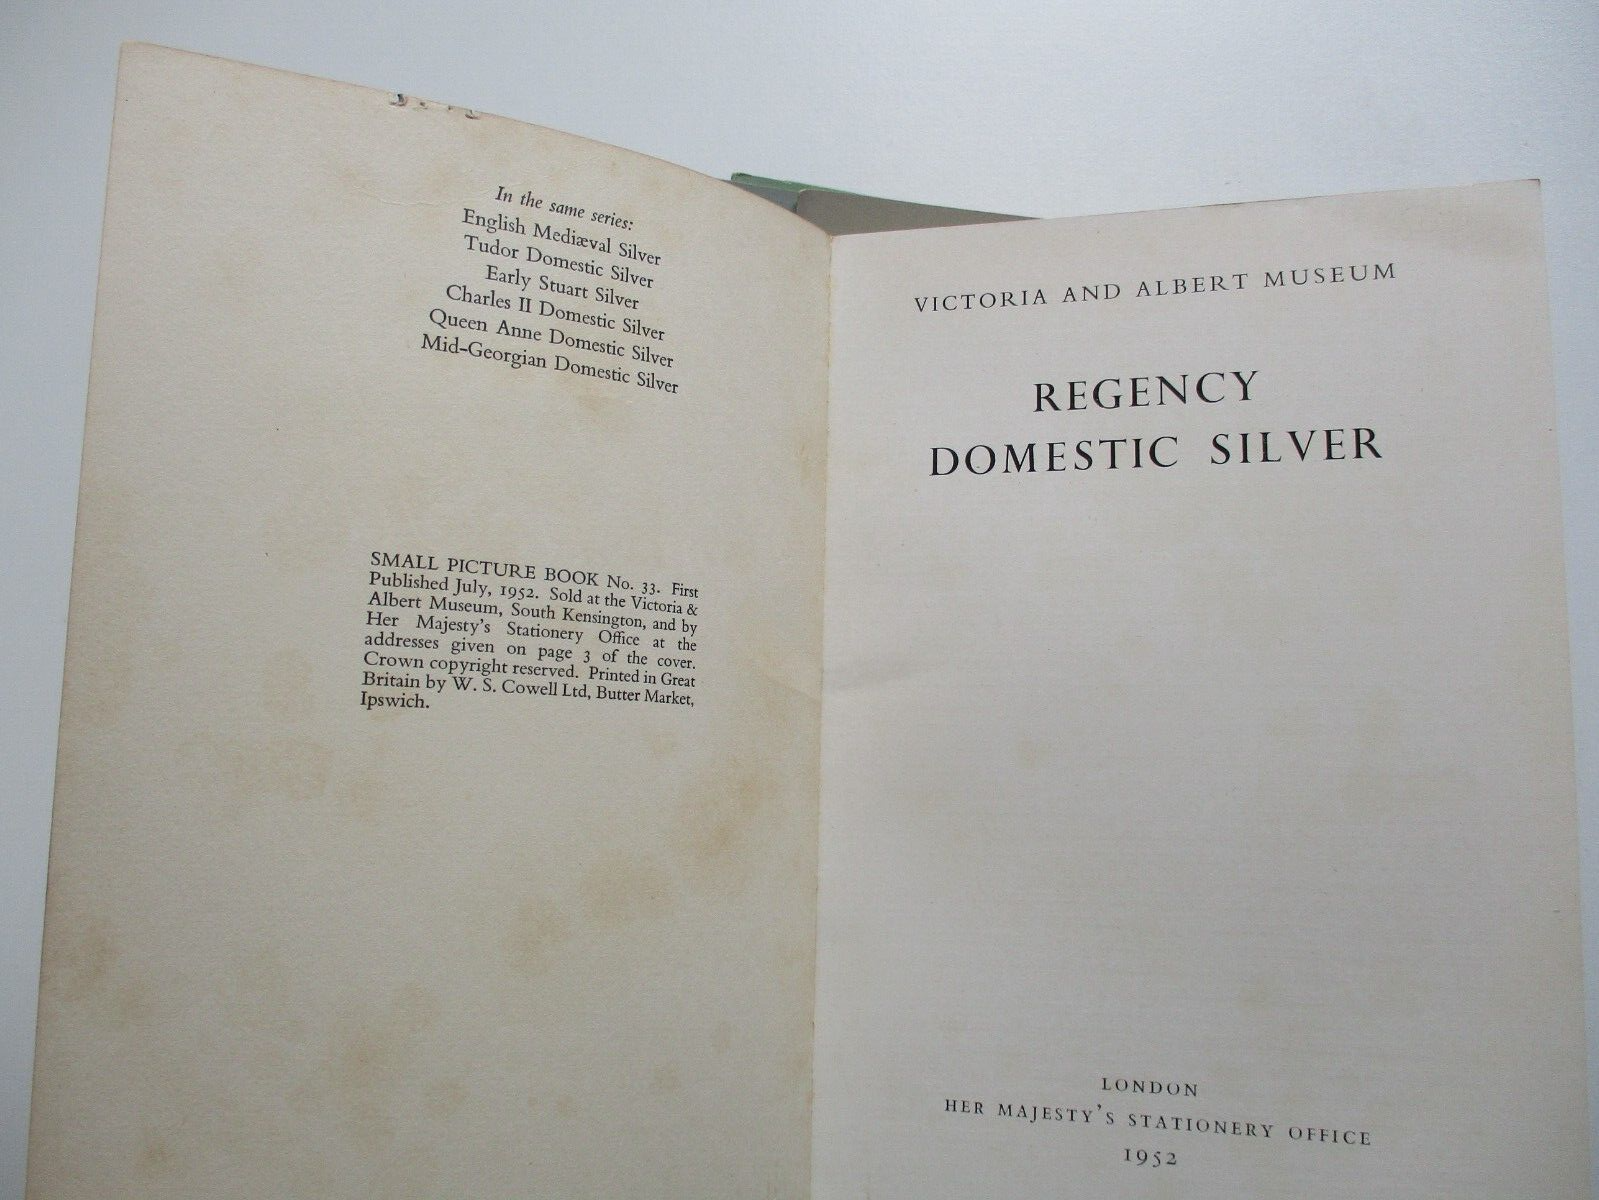 In the same series:
English Mediæval Silver
Tudor Domestic Silver
Early Stuart Silver
Charles II Domestic Silver
Queen Anne Domestic Silver
Mid-Georgian Domestic Silver
SMALL PICTURE BOOK No. 33. First
Published July, 1952. Sold at the Victoria &
Albert Museum, South Kensington, and by
Her Majesty's Stationery Office at the
addresses given on page 3 of the cover.
Crown copyright reserved. Printed in Great
Britain by W. S. Cowell Ltd, Butter Market,
Ipswich.
VICTORIA AND ALBERT MUSEUM
REGENCY
DOMESTIC SILVER
LONDON
HER MAJESTY'S STATIONERY OFFICE
1952